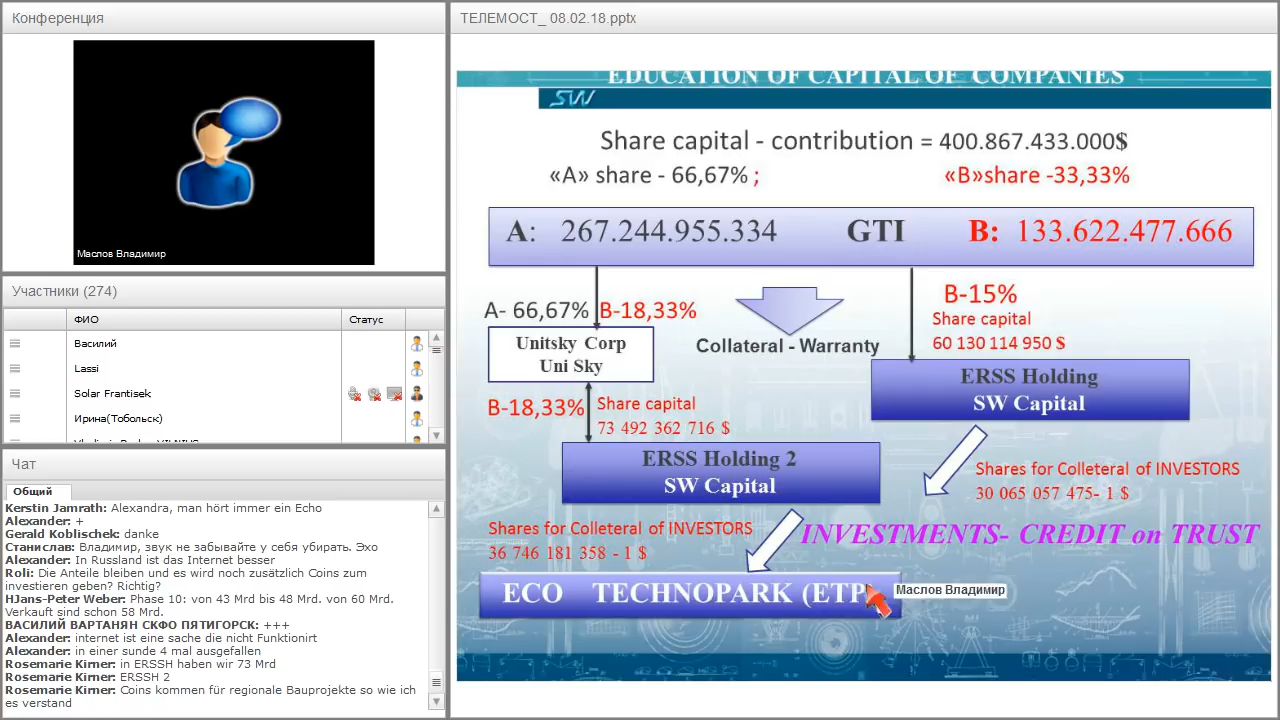 Конференция
Маслов Владимир
Участники (274)
ФИО
Статус
Василий
Lassi
Solar Frantisek
Ирина(Тобольск)
Чат
Общий
Kerstin Jamrath: Alexandra, man hört immer ein Echo
Alexander: +
Gerald Koblischek: danke
Станислав: Владимир, звук не забывайте у себя убирать. Эхо
Alexander: In Russland ist das Internet besser
Roli: Die Anteile bleiben und es wird noch zusätzlich Coins zum
investieren geben? Richtig?
HJans-Peter Weber: Phase 10: von 43 Mrd bis 48 Mrd. von 60 Mrd.
Verkauft sind schon 58 Mrd.
ВАСИЛИЙ ВАРТАНЯН СКФО ПЯТИГОРСК: +++
Alexander: internet ist eine sache die nicht Funktionirt
Alexander: in einer sunde 4 mal ausgefallen
Rosemarie Kirner: in ERSSH haben wir 73 Mrd
Rosemarie Kirner: ERSSH 2
Rosemarie Kirner: Coins kommen für regionale Bauprojekte so wie ich
es verstand
ТЕЛЕМОСТ_ 08.02.18.pptx
EDUCATION OF CAPITAL OF COMPANIES
SW
Share capital - contribution = 400.867.433.000$
«A» share - 66,67% ; «B»share -33,33%
A: 267.244.955.334 GTI B: 133.622.477.666
A- 66,67% B-18,33%
B-15%
Share capital
60 130 114 950 $
Unitsky Corp
Uni Sky
Collateral - Warranty
ERSS Holding
SW Capital
B-18,33%
Share capital
73 492 362 716 $
ERSS Holding 2
SW Capital
Shares for Colleteral of INVESTORS
30 065 057 475- 1 $
Shares for Colleteral of INVESTORS
36 746 181 358 - 1 $
INVESTMENTS- CREDIT on TRUST
ECO TECHNOPARK (ETP
Маслов Владимир